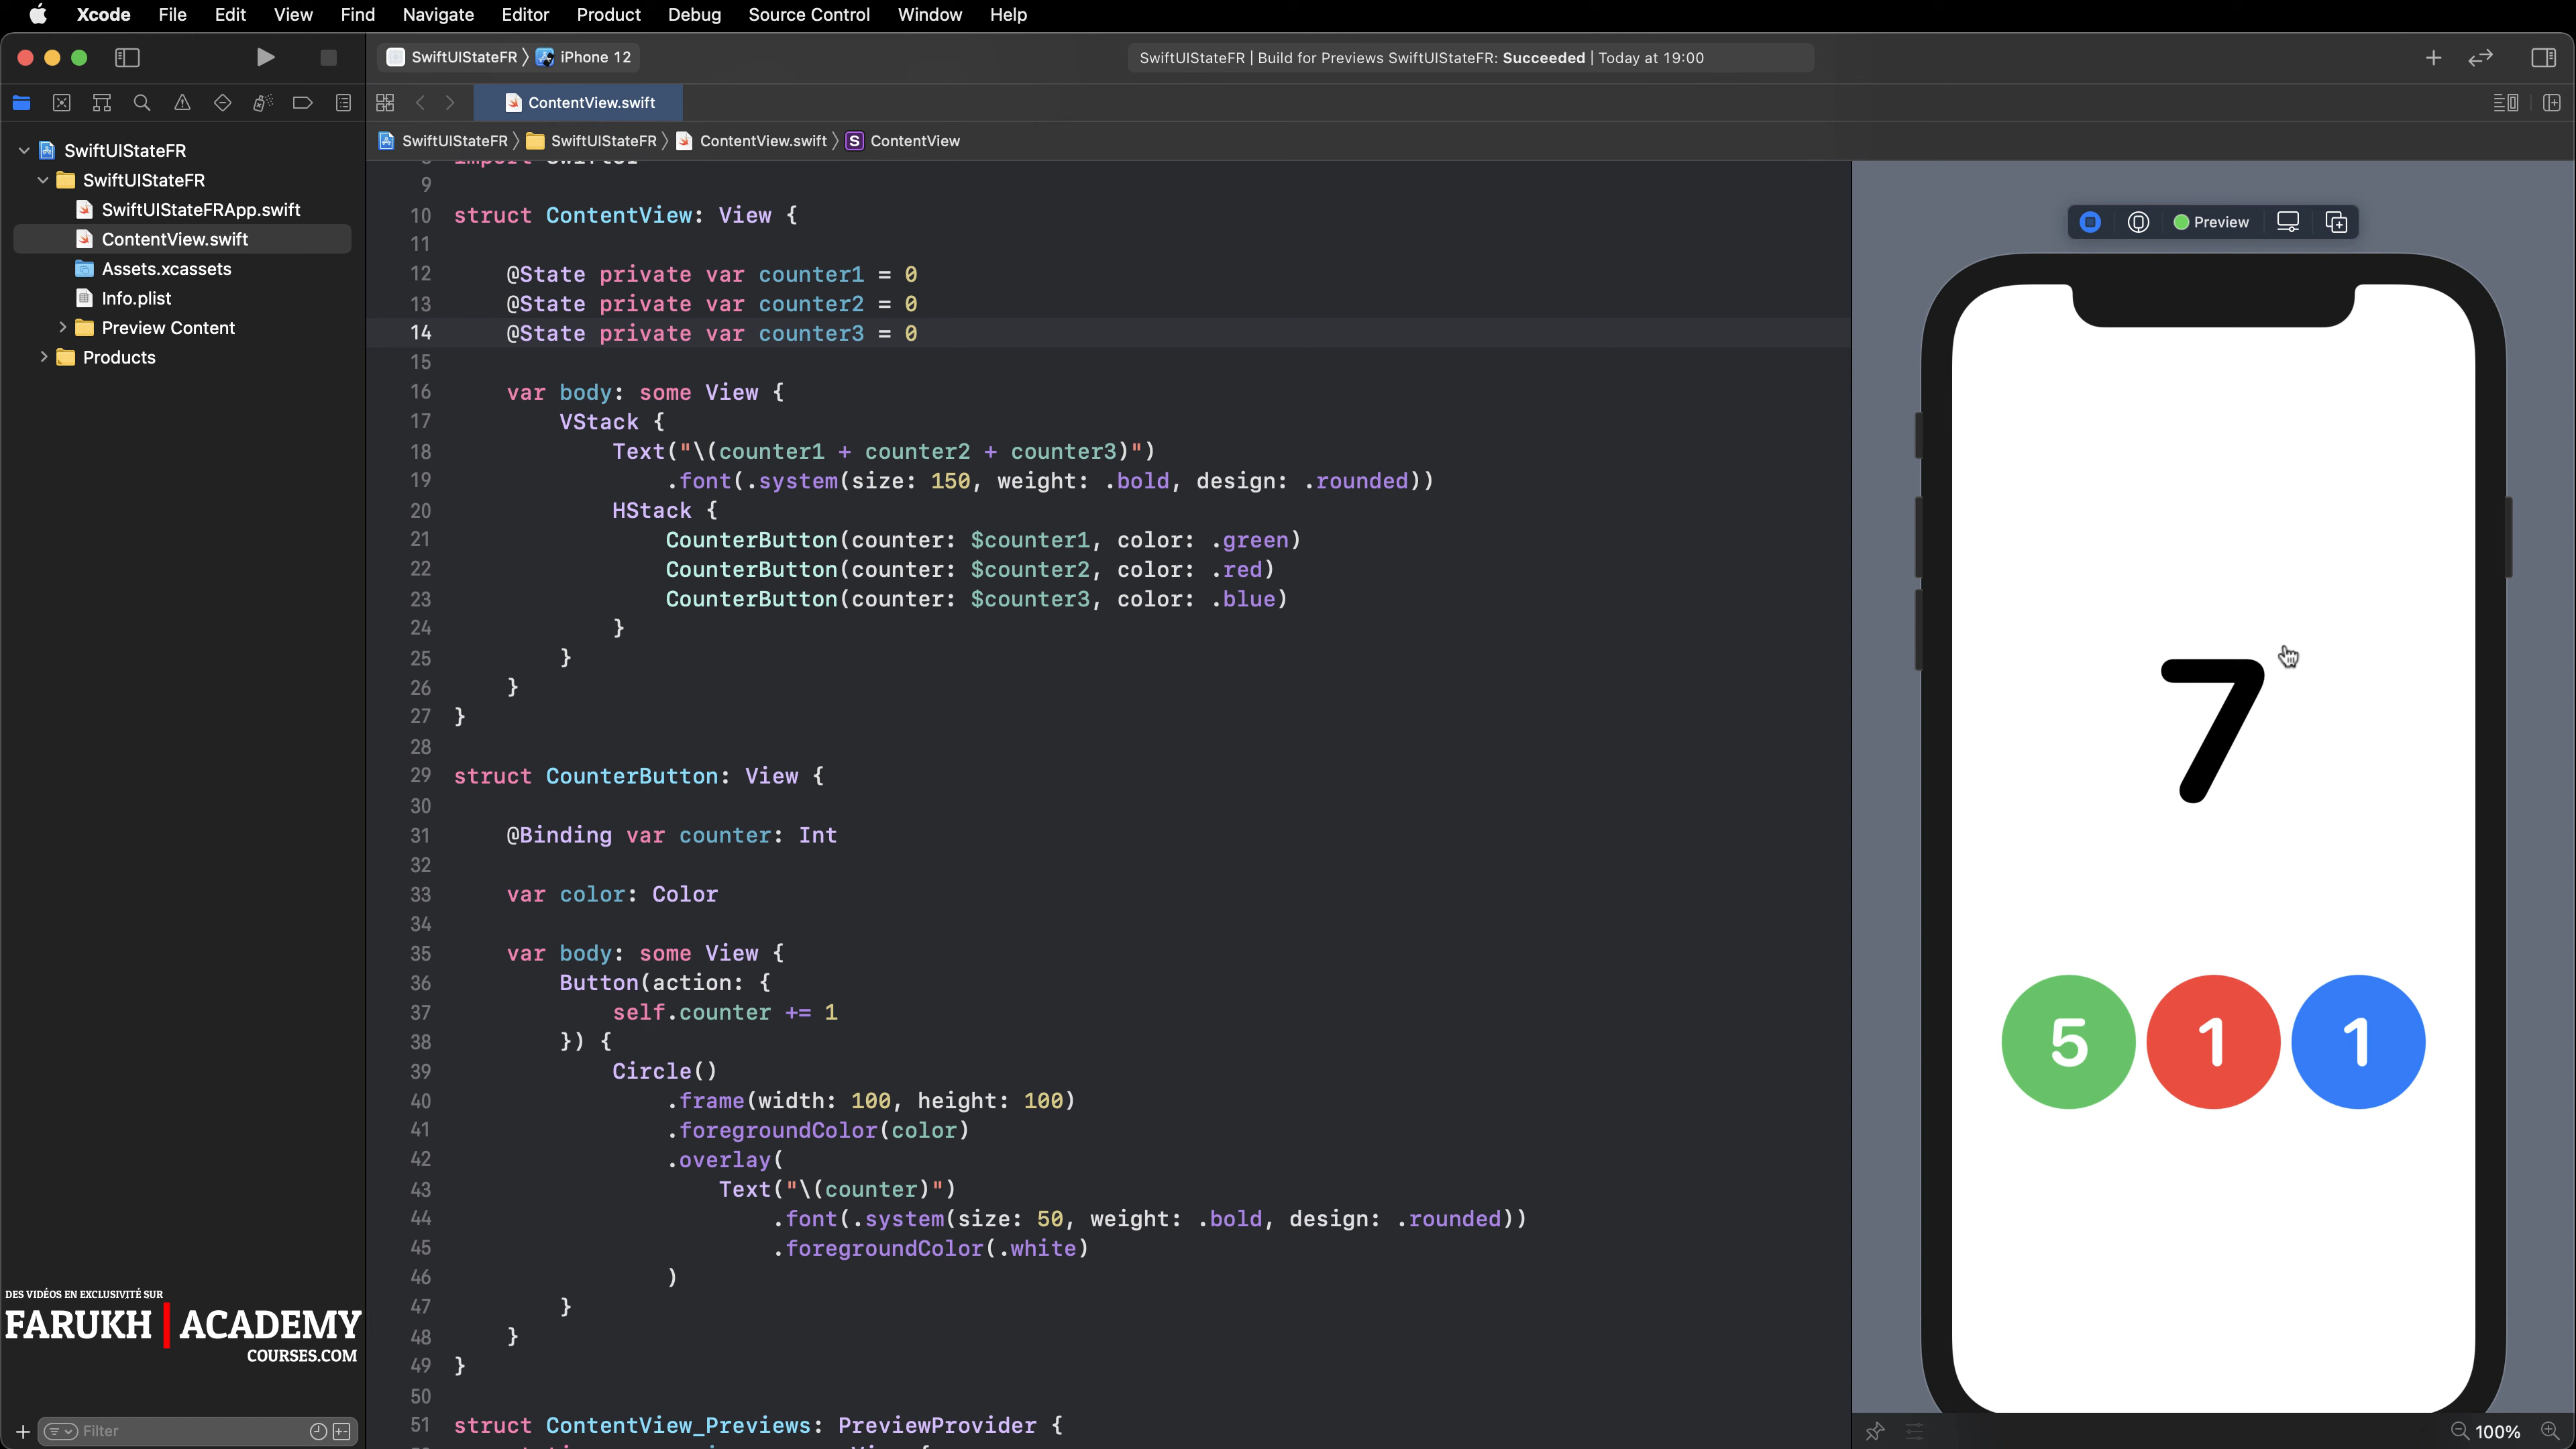 Xcode File Edit View Find Navigate Editor Product Debug Source Control Window Help
SwiftUIStateFR iPhone 12
SwiftUIStateFR | Build for Previews SwiftUIStateFR: Succeeded | Today at 19:00
ContentView.swift
SwiftUIStateFR SwiftUIStateFR ContentView.swift S ContentView
SwiftUIStateFR
SwiftUIStateFR
SwiftUIStateFRApp.swift
ContentView.swift
Assets.xcassets
Info.plist
Preview Content
Products
8 import SwiftUI
9
10 struct ContentView: View {
11
12 @State private var counter1 = 0
13 @State private var counter2 = 0
14 @State private var counter3 = 0
15
16 var body: some View {
17 VStack {
18 Text("\(counter1 + counter2 + counter3)")
19 .font(.system(size: 150, weight: .bold, design: .rounded))
20 HStack {
21 CounterButton(counter: $counter1, color: .green)
22 CounterButton(counter: $counter2, color: .red)
23 CounterButton(counter: $counter3, color: .blue)
24 }
25 }
26 }
27 }
28
29 struct CounterButton: View {
30
31 @Binding var counter: Int
32
33 var color: Color
34
35 var body: some View {
36 Button(action: {
37 self.counter += 1
38 }) {
39 Circle()
40 .frame(width: 100, height: 100)
41 .foregroundColor(color)
42 .overlay(
43 Text("\(counter)")
44 .font(.system(size: 50, weight: .bold, design: .rounded))
45 .foregroundColor(.white)
46 )
47 }
48 }
49 }
50
51 struct ContentView_Previews: PreviewProvider {
Preview
7
5 1 1
DES VIDÉOS EN EXCLUSIVITÉ SUR
FARUKH | ACADEMY
COURSES.COM
Filter
100%